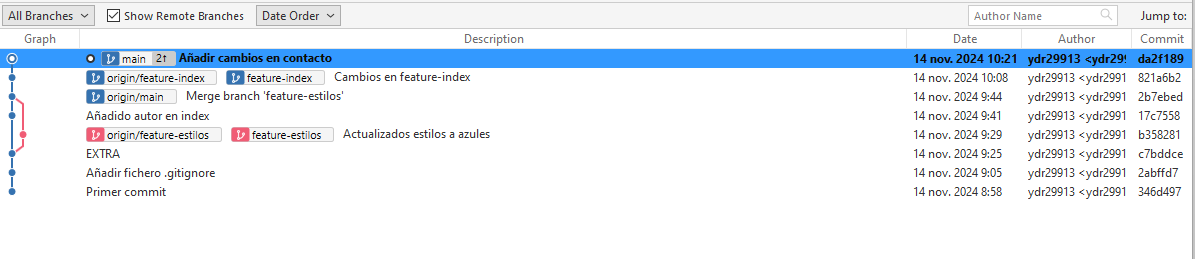 All Branches Show Remote Branches Date Order Author Name Jump to:
Graph Description Date Author Commit
main 2↑ Añadir cambios en contacto 14 nov. 2024 10:21 ydr29913 <ydr299 da2f189
origin/feature-index feature-index Cambios en feature-index 14 nov. 2024 10:08 ydr29913 <ydr2991 821a6b2
origin/main Merge branch 'feature-estilos' 14 nov. 2024 9:44 ydr29913 <ydr2991 2b7ebed
Añadido autor en index 14 nov. 2024 9:41 ydr29913 <ydr2991 17c7558
origin/feature-estilos feature-estilos Actualizados estilos a azules 14 nov. 2024 9:29 ydr29913 <ydr2991 b358281
EXTRA 14 nov. 2024 9:25 ydr29913 <ydr2991 c7bddce
Añadir fichero .gitignore 14 nov. 2024 9:05 ydr29913 <ydr2991 2abffd7
Primer commit 14 nov. 2024 8:58 ydr29913 <ydr2991 346d497